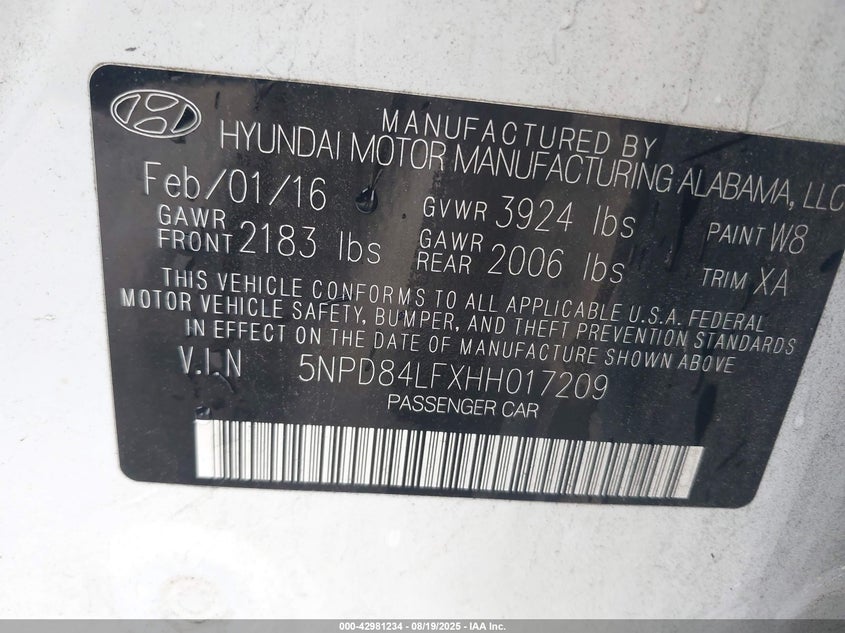 MANUFACTURED BY
HYUNDAI MOTOR MANUFACTURING ALABAMA, LLC
Feb/01/16 GVWR 3924 lbs PAINT W8
GAWR FRONT 2183 lbs GAWR REAR 2006 lbs TRIM XA
THIS VEHICLE CONFORMS TO ALL APPLICABLE U.S.A. FEDERAL
MOTOR VEHICLE SAFETY, BUMPER, AND THEFT PREVENTION STANDARDS
IN EFFECT ON THE DATE OF MANUFACTURE SHOWN ABOVE
V.I.N 5NPD84LFXHH017209
PASSENGER CAR
000-42981234 - 08/19/2025 - IAA Inc.